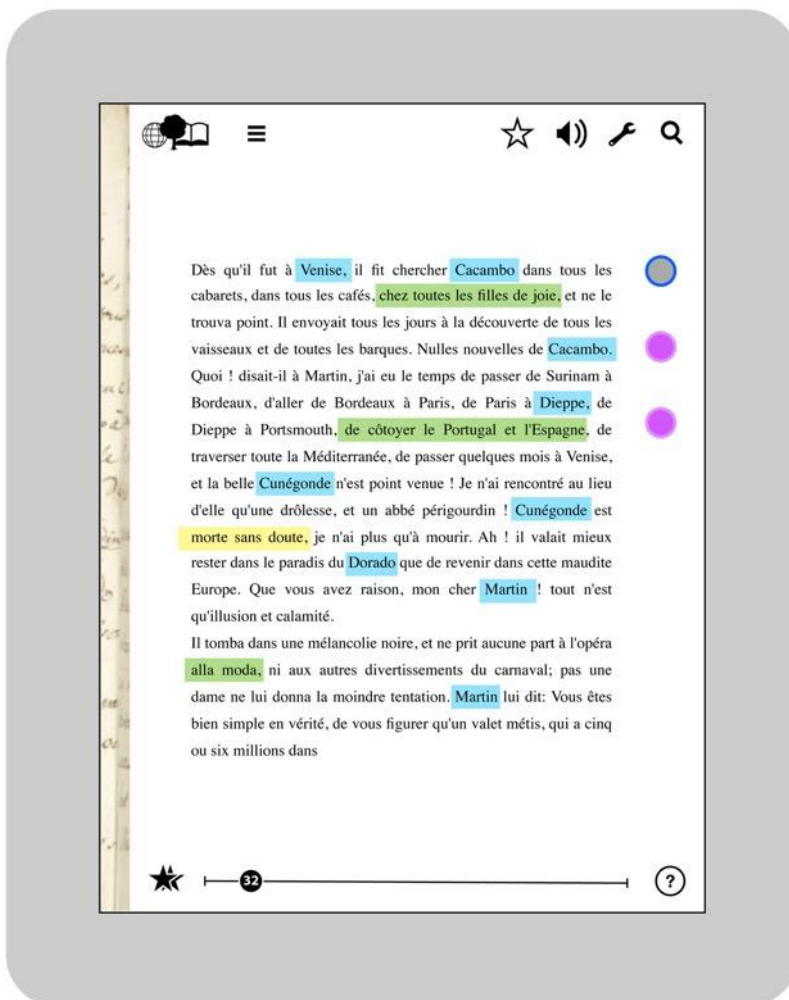 Dès qu'il fut à Venise, il fit chercher Cacambo dans tous les
cabarets, dans tous les cafés, chez toutes les filles de joie, et ne le
trouva point. Il envoyait tous les jours à la découverte de tous les
vaisseaux et de toutes les barques. Nulles nouvelles de Cacambo.
Quoi ! disait-il à Martin, j'ai eu le temps de passer de Surinam à
Bordeaux, d'aller de Bordeaux à Paris, de Paris à Dieppe, de
Dieppe à Portsmouth, de côtoyer le Portugal et l'Espagne, de
traverser toute la Méditerranée, de passer quelques mois à Venise,
et la belle Cunégonde n'est point venue ! Je n'ai rencontré au lieu
d'elle qu'une drôlesse, et un abbé périgourdin ! Cunégonde est
morte sans doute, je n'ai plus qu'à mourir. Ah ! il valait mieux
rester dans le paradis du Dorado que de revenir dans cette maudite
Europe. Que vous avez raison, mon cher Martin ! tout n'est
qu'illusion et calamité.
Il tomba dans une mélancolie noire, et ne prit aucune part à l'opéra
alla moda, ni aux autres divertissements du carnaval; pas une
dame ne lui donna la moindre tentation. Martin lui dit: Vous êtes
bien simple en vérité, de vous figurer qu'un valet métis, qui a cinq
ou six millions dans
32
?